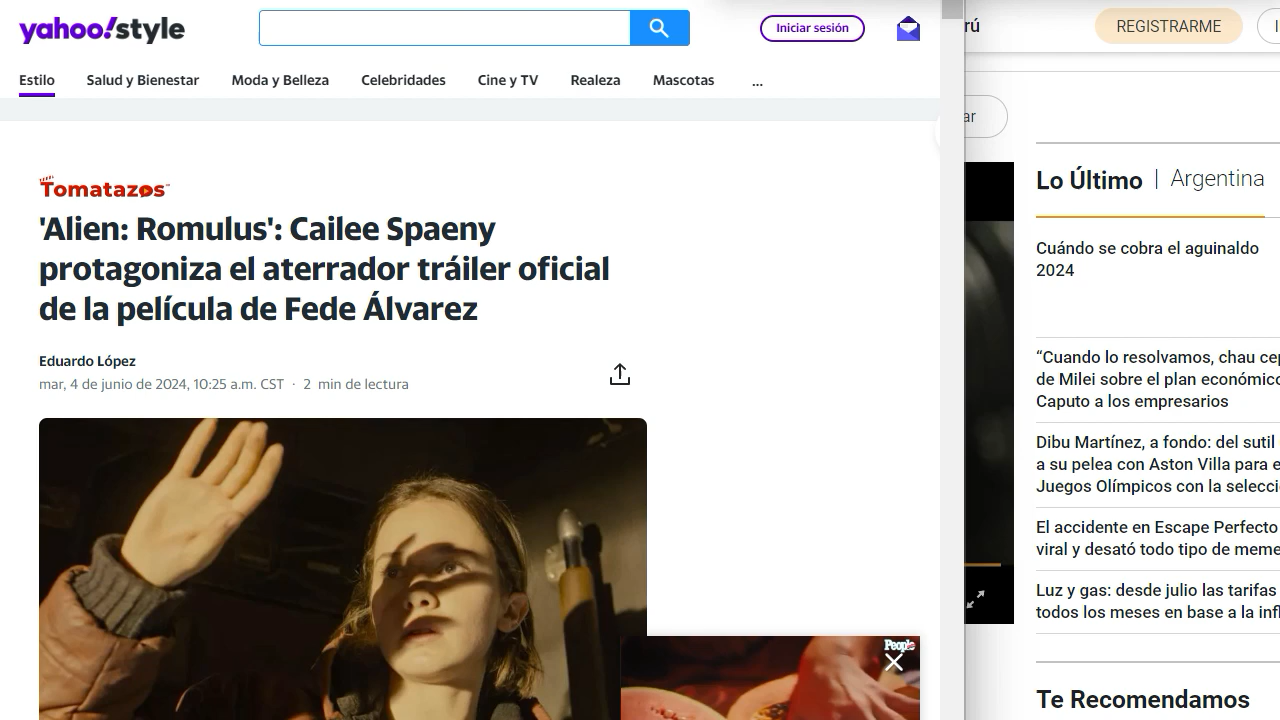 yahoo!style
Iniciar sesión
Estilo
Salud y Bienestar
Moda y Belleza
Celebridades
Cine y TV
Realeza
Mascotas
...
Tomatazos
'Alien: Romulus': Cailee Spaeny
protagoniza el aterrador tráiler oficial
de la película de Fede Álvarez
Eduardo López
mar, 4 de junio de 2024, 10:25 a.m. CST · 2 min de lectura
People
rú
REGISTRARME
I
ar
Lo Último | Argentina
Cuándo se cobra el aguinaldo
2024
“Cuando lo resolvamos, chau cep
de Milei sobre el plan económico
Caputo a los empresarios
Dibu Martínez, a fondo: del sutil
a su pelea con Aston Villa para e
Juegos Olímpicos con la selecci
El accidente en Escape Perfecto
viral y desató todo tipo de meme
Luz y gas: desde julio las tarifas
todos los meses en base a la infl
Te Recomendamos